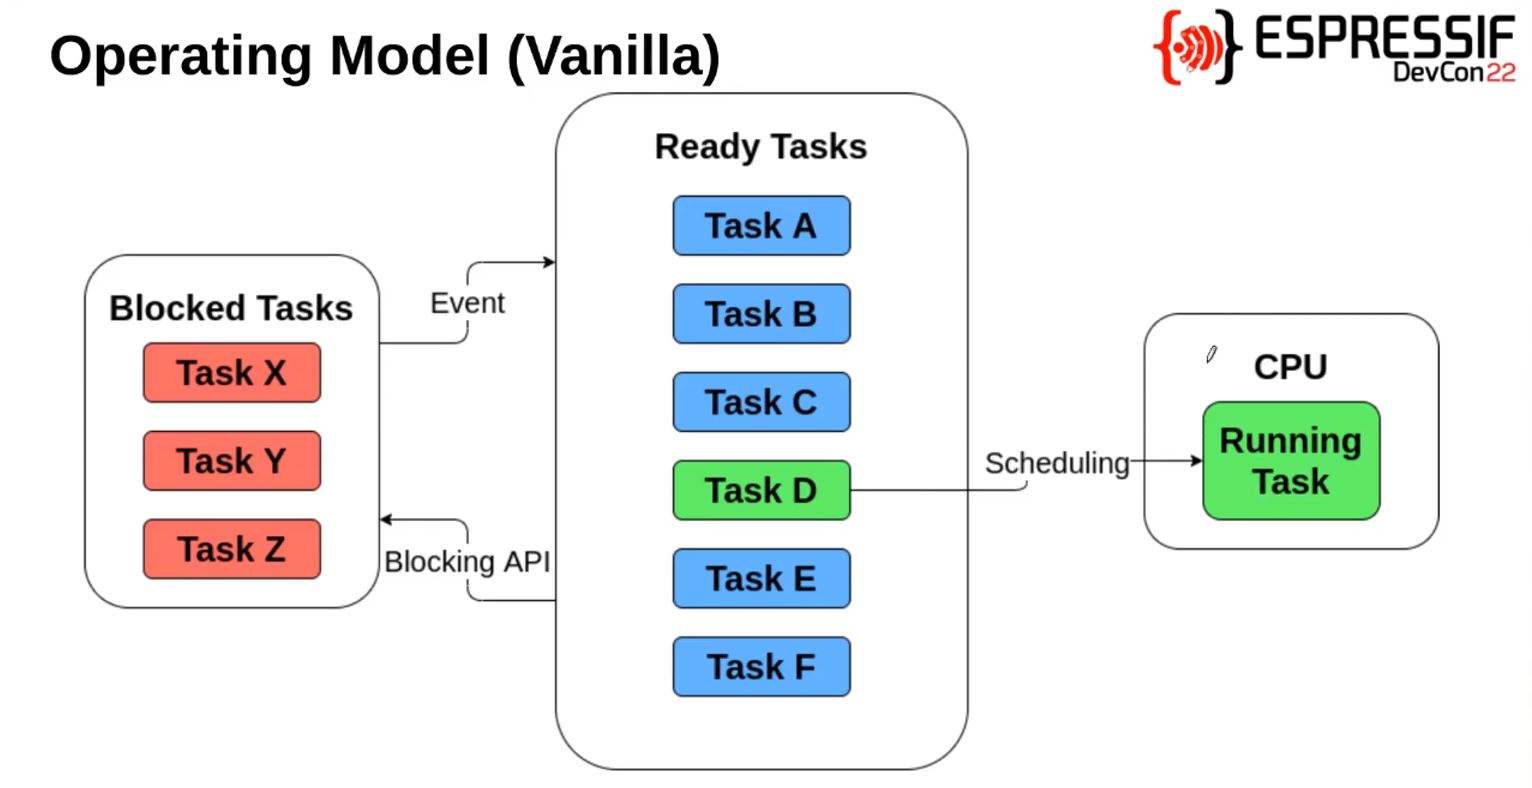 Operating Model (Vanilla)
ESPRESSIF
DevCon22
Ready Tasks
Task A
Task B
Task C
Task D
Task E
Task F
Blocked Tasks
Task X
Task Y
Task Z
Event
Blocking API
Scheduling
CPU
Running
Task